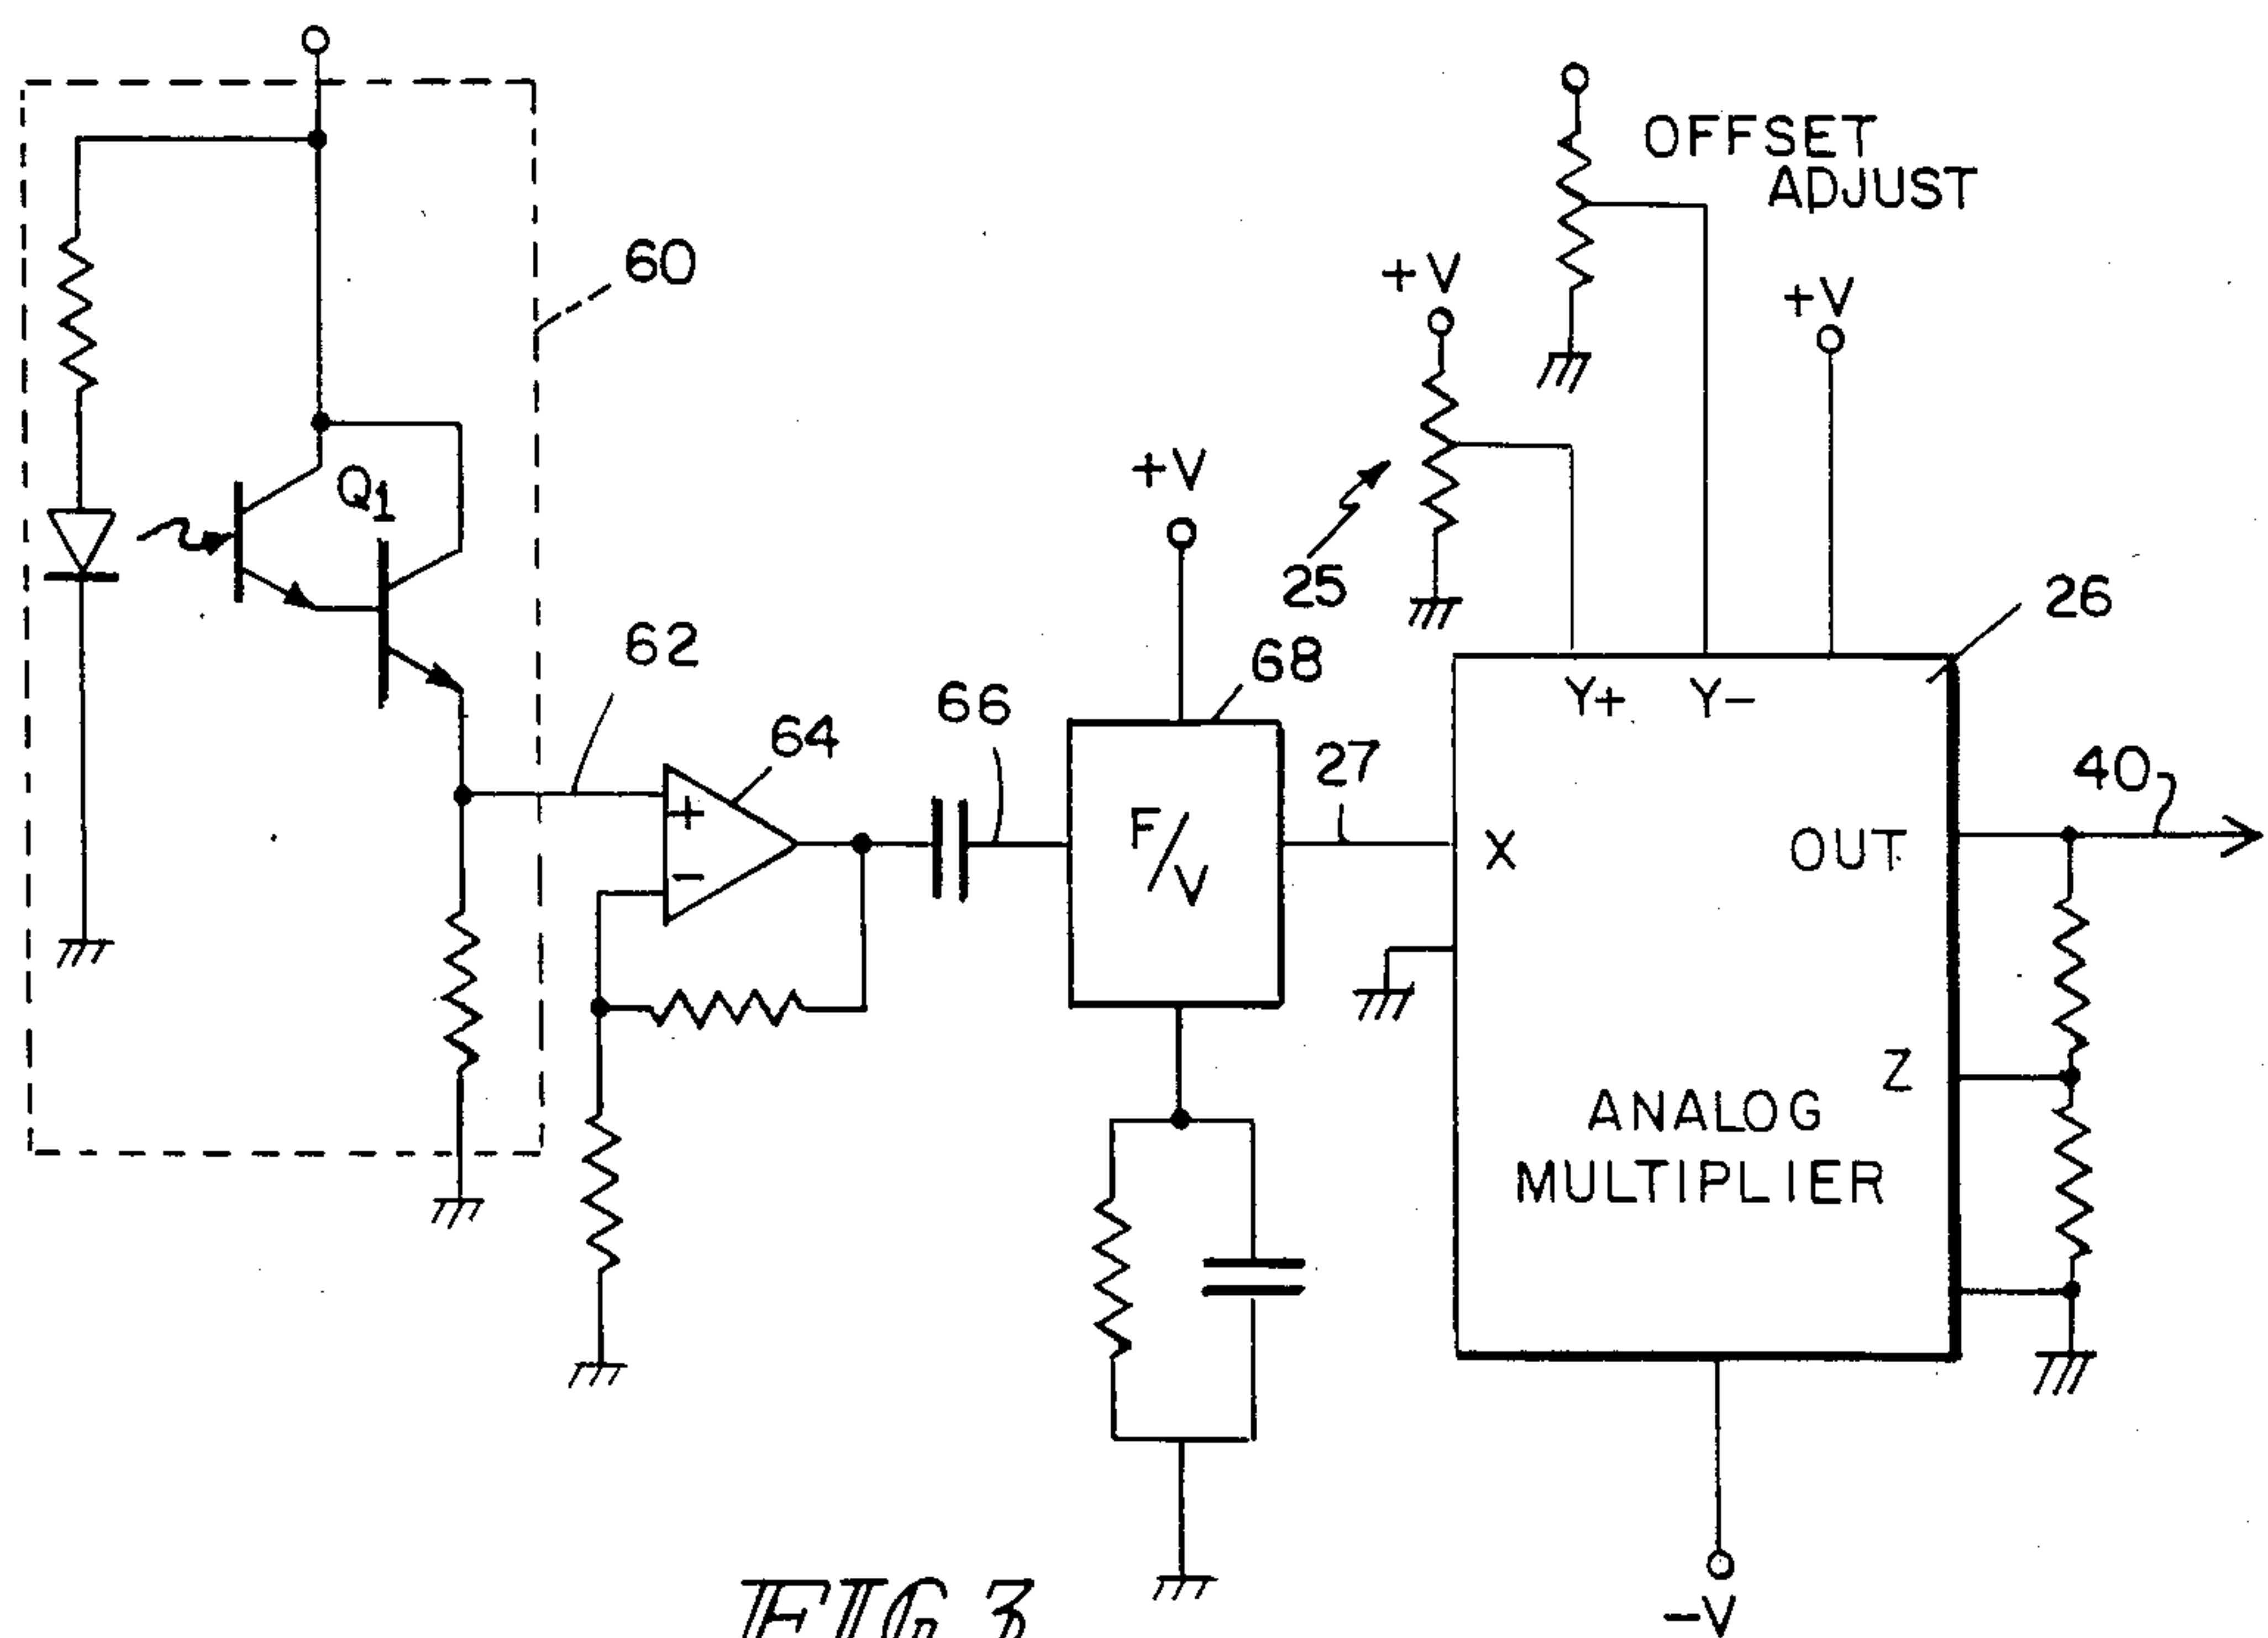 OFFSET
ADJUST
60
+V
+V
Q1
+V
25
26
62
68
Y+ Y-
66
64
27
40
+
F/V
X
OUT
-
Z
ANALOG
MULTIPLIER
-V
FIG 3